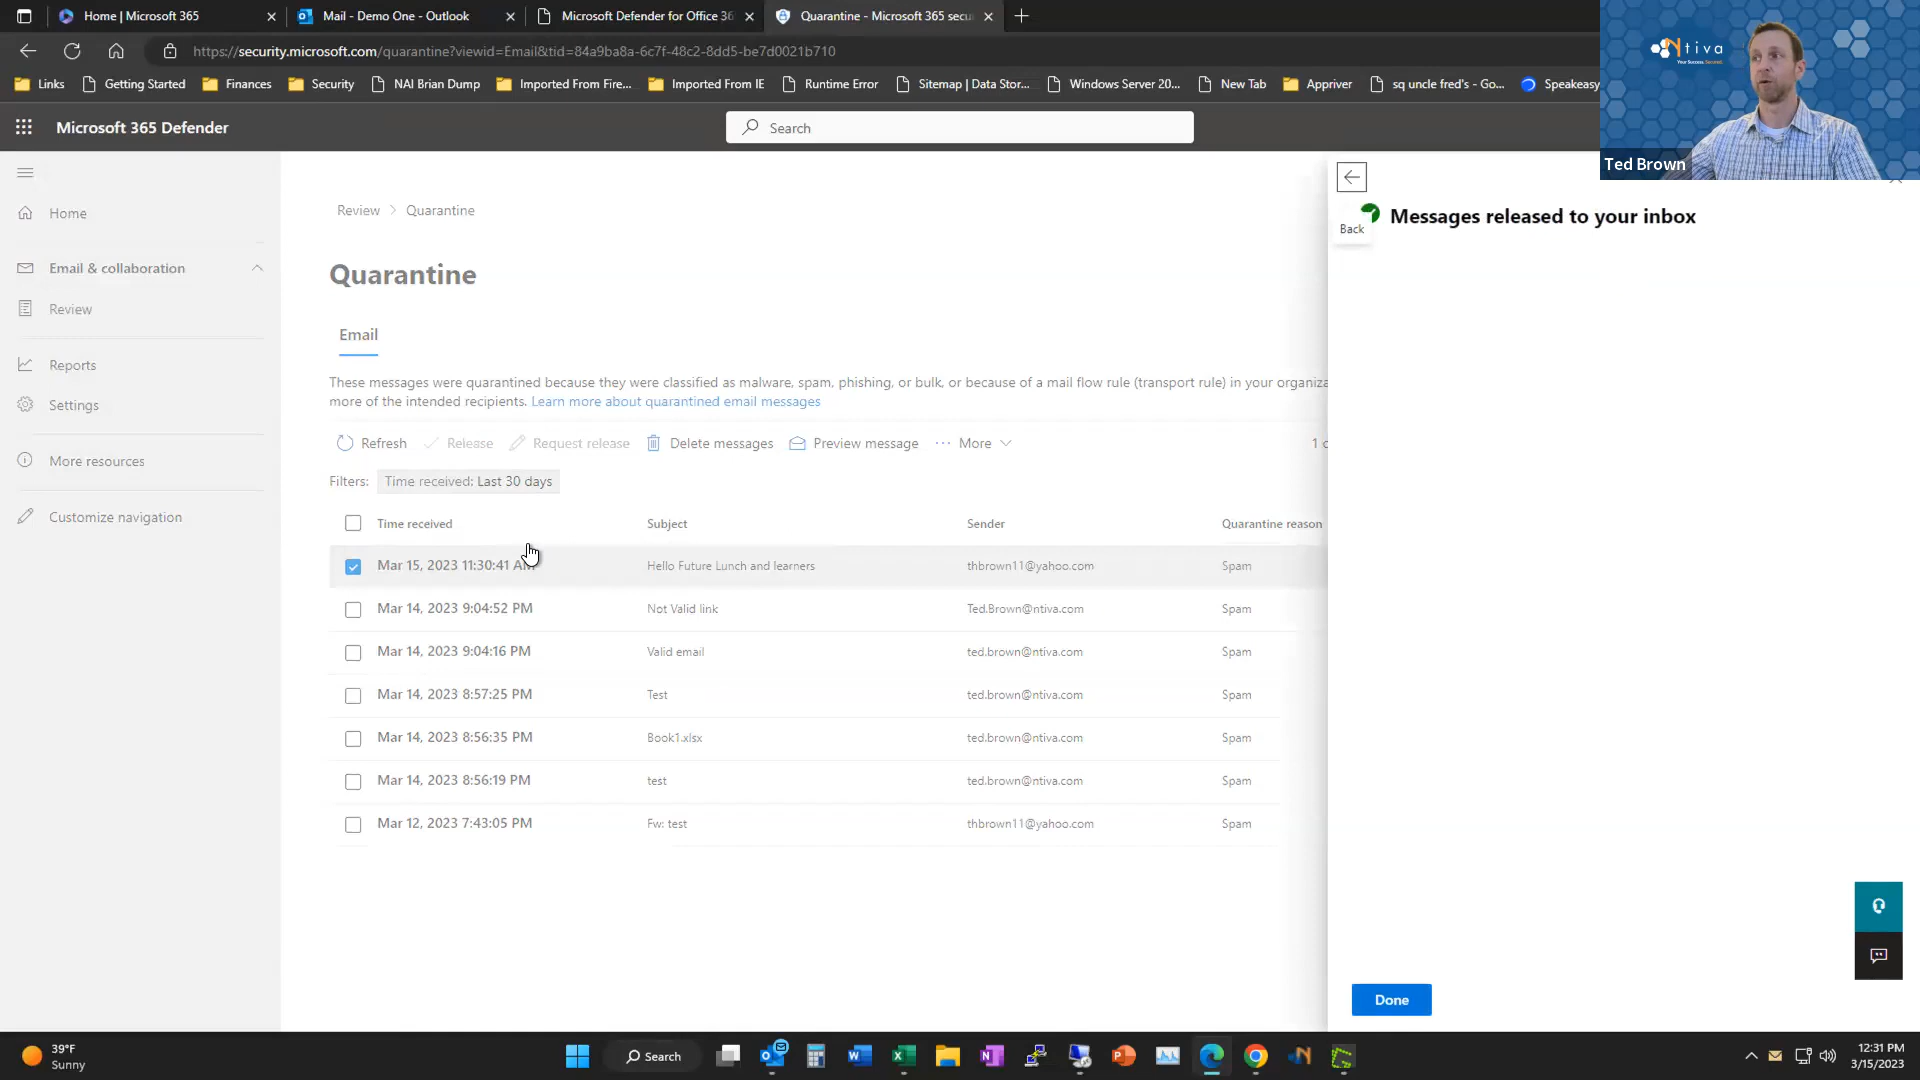 Home | Microsoft 365
Mail - Demo One - Outlook
Microsoft Defender for Office 36
Quarantine - Microsoft 365 secu
https://security.microsoft.com/quarantine?viewid=Email&tid=84a9ba8a-6c7f-48c2-8dd5-be7d0021b710
Links
Getting Started
Finances
Security
NAI Brian Dump
Imported From Fire...
Imported From IE
Runtime Error
Sitemap | Data Stor...
Windows Server 20...
New Tab
Appriver
sq uncle fred's - Go...
Speakeasy
Ntiva
Your Success. Secured.
Ted Brown
Microsoft 365 Defender
Search
Home
Email & collaboration
Review
Reports
Settings
More resources
Customize navigation
Review > Quarantine
Quarantine
Email
These messages were quarantined because they were classified as malware, spam, phishing, or bulk, or because of a mail flow rule (transport rule) in your organiza
more of the intended recipients. Learn more about quarantined email messages
Refresh Release Request release Delete messages Preview message ··· More 1 o
Filters: Time received: Last 30 days
Time received Subject Sender Quarantine reason
Mar 15, 2023 11:30:41 AM Hello Future Lunch and learners thbrown11@yahoo.com Spam
Mar 14, 2023 9:04:52 PM Not Valid link Ted.Brown@ntiva.com Spam
Mar 14, 2023 9:04:16 PM Valid email ted.brown@ntiva.com Spam
Mar 14, 2023 8:57:25 PM Test ted.brown@ntiva.com Spam
Mar 14, 2023 8:56:35 PM Book1.xlsx ted.brown@ntiva.com Spam
Mar 14, 2023 8:56:19 PM test ted.brown@ntiva.com Spam
Mar 12, 2023 7:43:05 PM Fw: test thbrown11@yahoo.com Spam
Messages released to your inbox
Back
Done
39°F
Sunny
Search
12:31 PM
3/15/2023